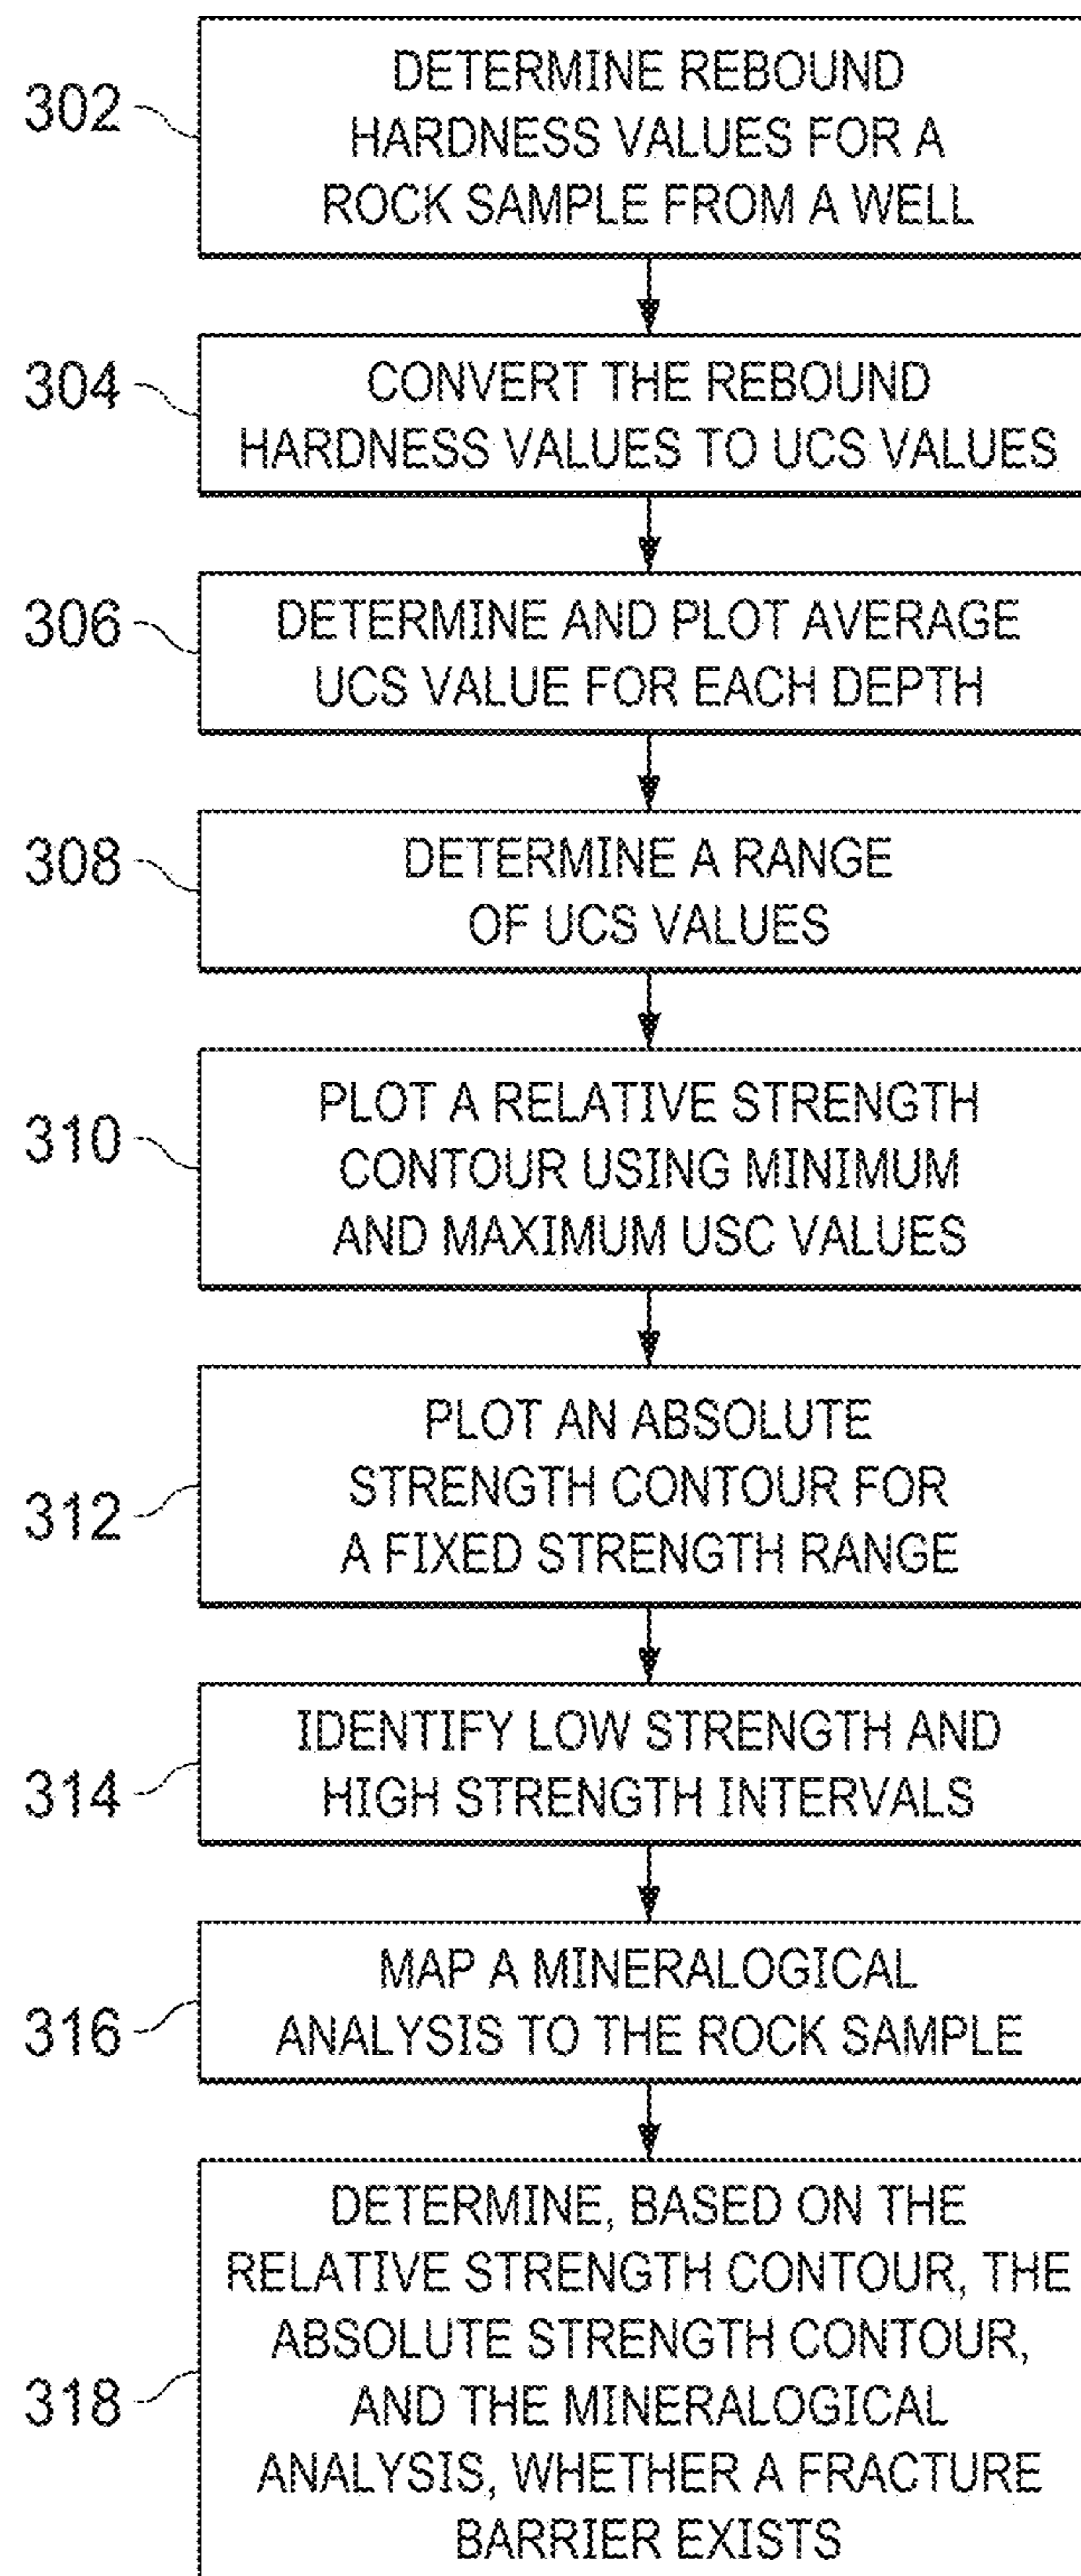 302
DETERMINE REBOUND
HARDNESS VALUES FOR A
ROCK SAMPLE FROM A WELL
304
CONVERT THE REBOUND
HARDNESS VALUES TO UCS VALUES
306
DETERMINE AND PLOT AVERAGE
UCS VALUE FOR EACH DEPTH
308
DETERMINE A RANGE
OF UCS VALUES
310
PLOT A RELATIVE STRENGTH
CONTOUR USING MINIMUM
AND MAXIMUM USC VALUES
312
PLOT AN ABSOLUTE
STRENGTH CONTOUR FOR
A FIXED STRENGTH RANGE
314
IDENTIFY LOW STRENGTH AND
HIGH STRENGTH INTERVALS
316
MAP A MINERALOGICAL
ANALYSIS TO THE ROCK SAMPLE
318
DETERMINE, BASED ON THE
RELATIVE STRENGTH CONTOUR, THE
ABSOLUTE STRENGTH CONTOUR,
AND THE MINERALOGICAL
ANALYSIS, WHETHER A FRACTURE
BARRIER EXISTS